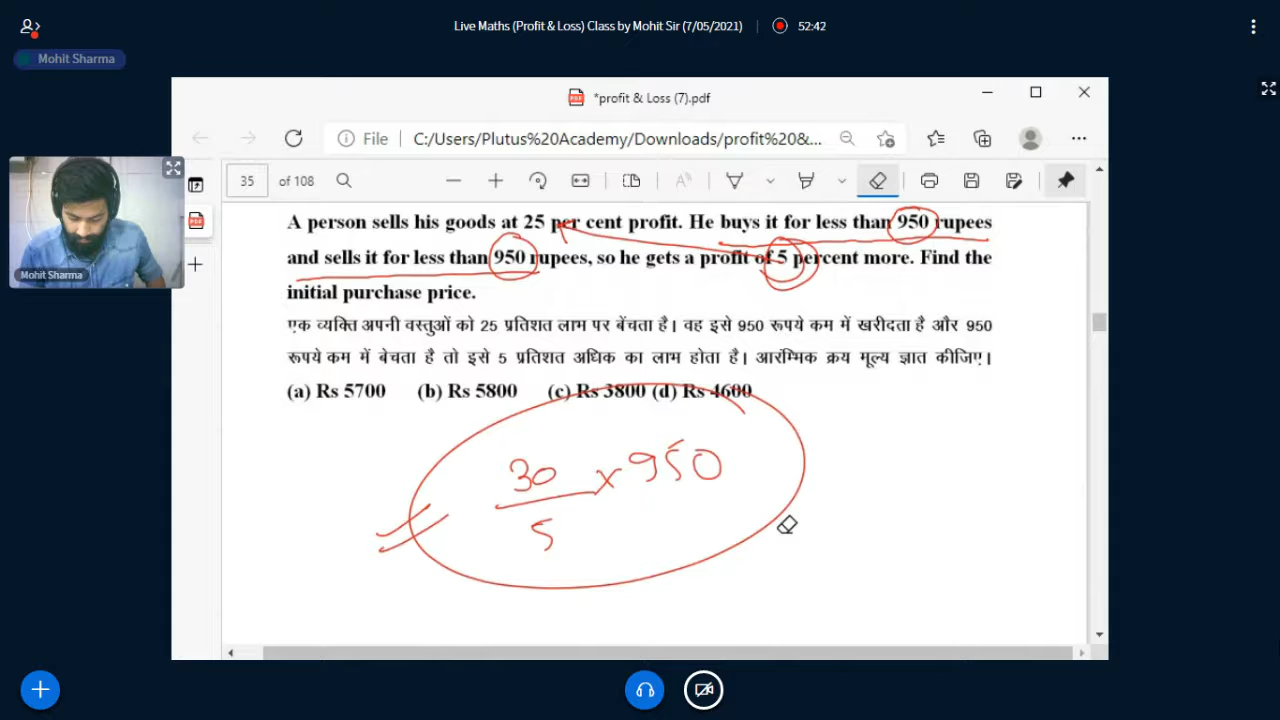 Live Maths (Profit & Loss) Class by Mohit Sir (7/05/2021) 52:42
Mohit Sharma
*profit & Loss (7).pdf
File C:/Users/Plutus%20Academy/Downloads/profit%20&...
35 of 108
A person sells his goods at 25 per cent profit. He buys it for less than 950 rupees
and sells it for less than 950 rupees, so he gets a profit of 5 percent more. Find the
initial purchase price.
एक व्यक्ति अपनी वस्तुओं को 25 प्रतिशत लाभ पर बेंचता है। वह इसे 950 रूपये कम में खरीदता है और 950
रूपये कम में बेचता है तो इसे 5 प्रतिशत अधिक का लाभ होता है। आरंम्भिक क्रय मूल्य ज्ञात कीजिए।
(a) Rs 5700 (b) Rs 5800 (c) Rs 3800 (d) Rs 4600
30
× 950
5
Mohit Sharma